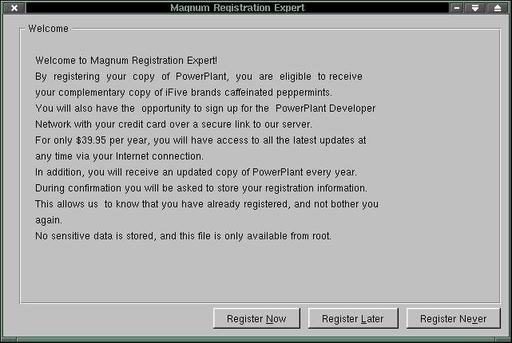 Magnum Registration Expert
Welcome
Welcome to Magnum Registration Expert!
By registering your copy of PowerPlant, you are eligible to receive
your complementary copy of iFive brands caffeinated peppermints.
You will also have the opportunity to sign up for the PowerPlant Developer
Network with your credit card over a secure link to our server.
For only $39.95 per year, you will have access to all the latest updates at
any time via your Internet connection.
In addition, you will receive an updated copy of PowerPlant every year.
During confirmation you will be asked to store your registration information.
This allows us to know that you have already registered, and not bother you
again.
No sensitive data is stored, and this file is only available from root.
Register Now Register Later Register Never